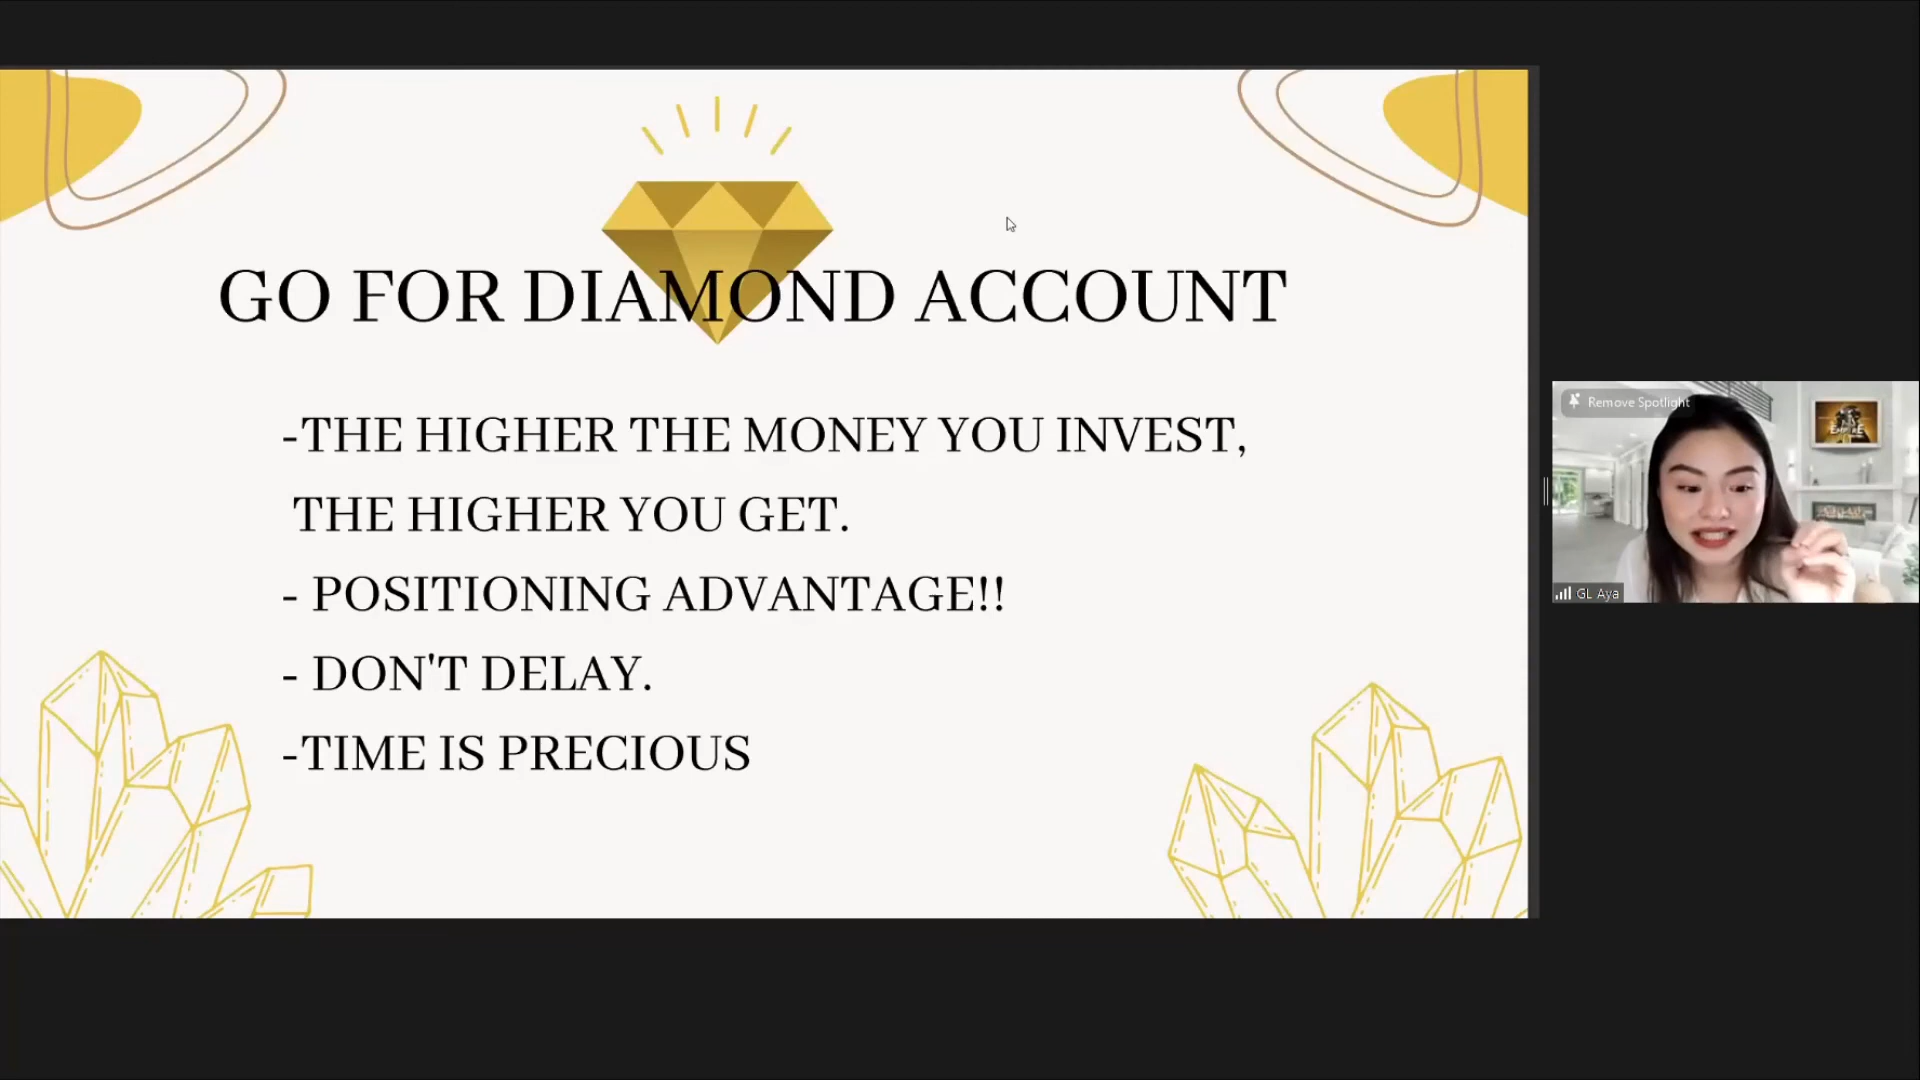 GO FOR DIAMOND ACCOUNT
-THE HIGHER THE MONEY YOU INVEST,
THE HIGHER YOU GET.
- POSITIONING ADVANTAGE!!
- DON'T DELAY.
-TIME IS PRECIOUS
Remove Spotlight
EMPIRE
GL Aya